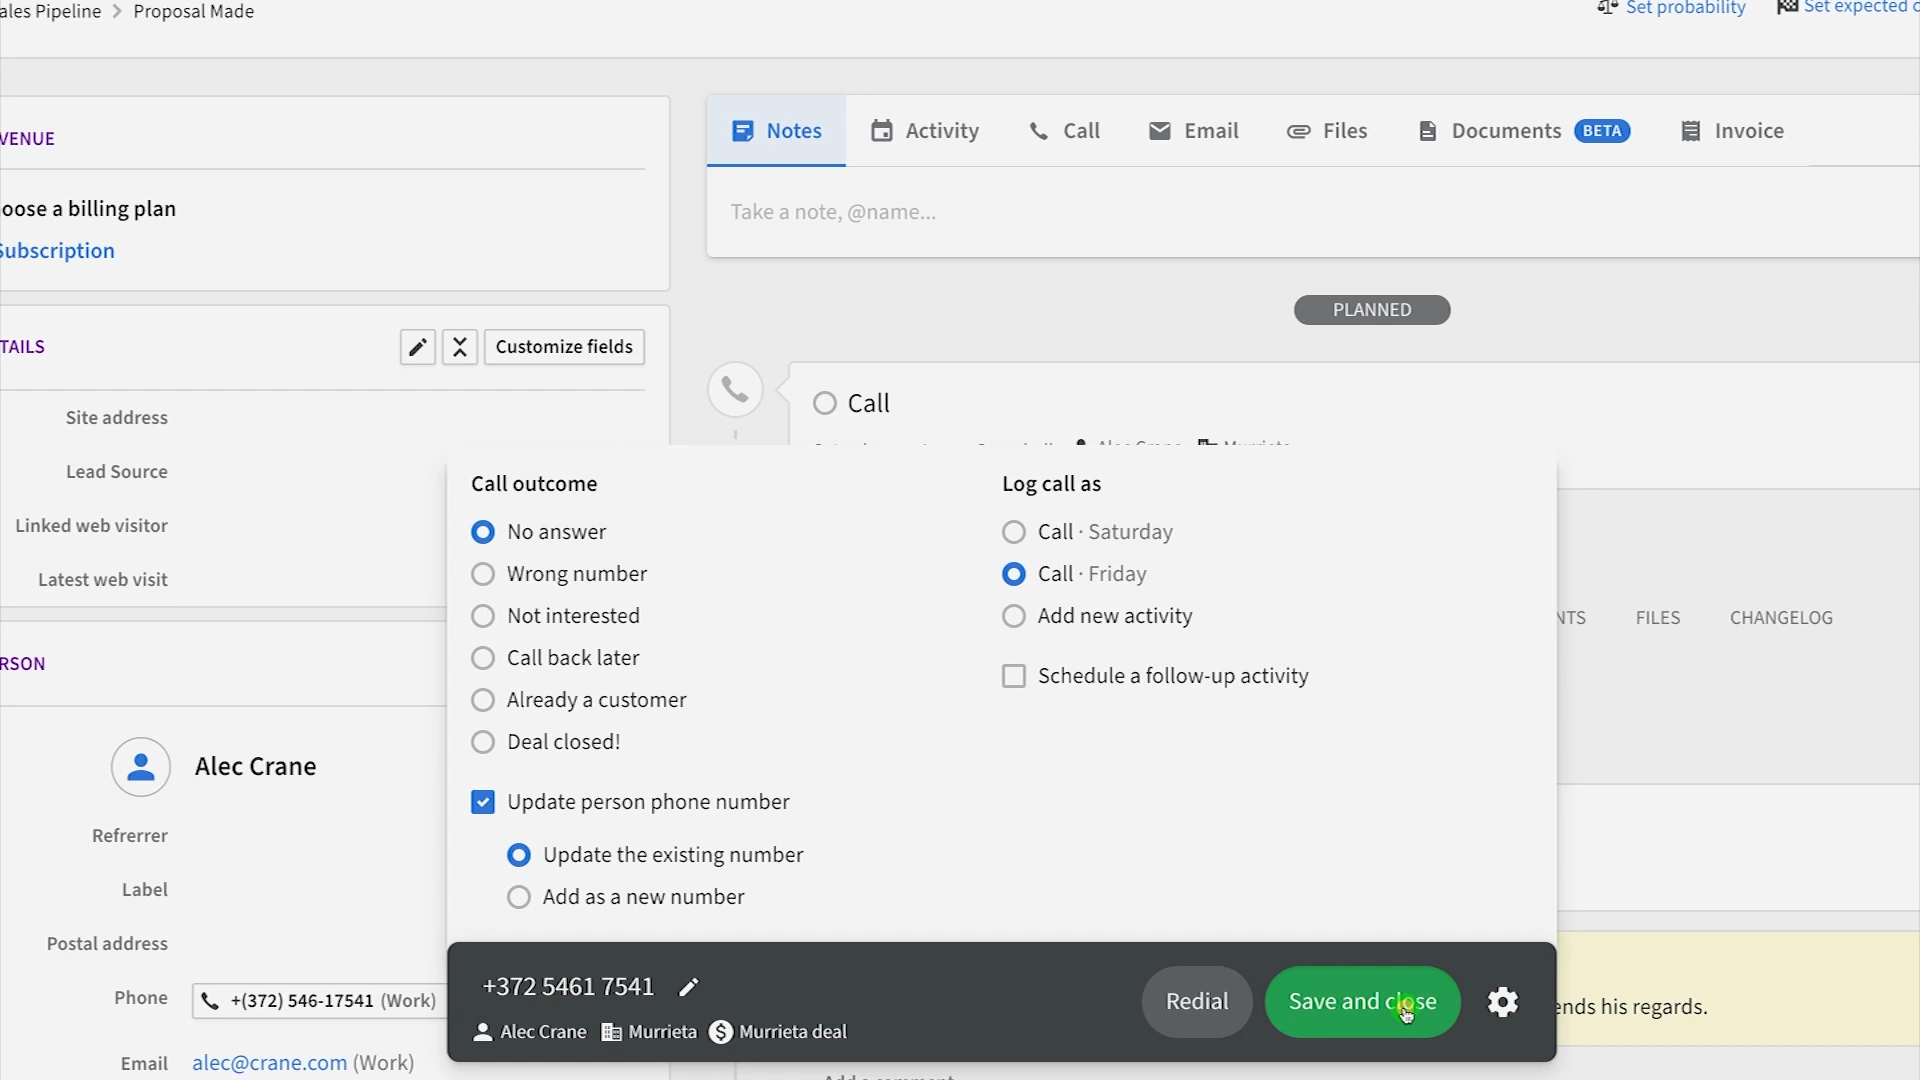 ales Pipeline > Proposal Made
Set probability
Set expected c
VENUE
oose a billing plan
Subscription
Notes
Activity
Call
Email
Files
Documents BETA
Invoice
Take a note, @name...
PLANNED
TAILS
Customize fields
Site address
Lead Source
Linked web visitor
Latest web visit
Call
Alec Crane
Murrieta
NTS
FILES
CHANGELOG
RSON
Alec Crane
Refrerrer
Label
Postal address
Phone +(372) 546-17541 (Work)
Email alec@crane.com (Work)
Call outcome
No answer
Wrong number
Not interested
Call back later
Already a customer
Deal closed!
Update person phone number
Update the existing number
Add as a new number
Log call as
Call · Saturday
Call · Friday
Add new activity
Schedule a follow-up activity
+372 5461 7541
Alec Crane Murrieta Murrieta deal
Redial
Save and close
ends his regards.
Add a comment